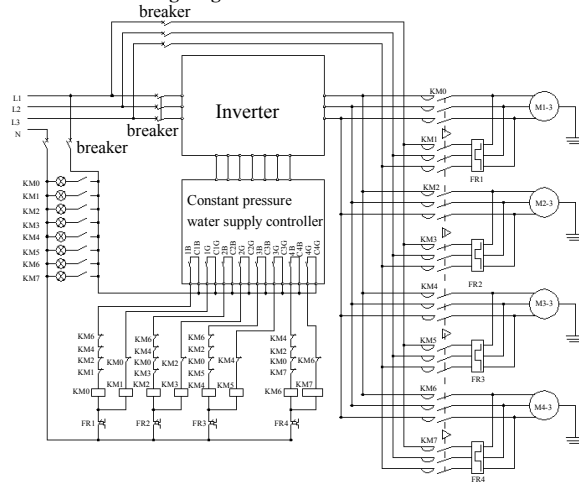 breaker
L1
L2
L3
N
breaker
breaker
Inverter
Constant pressure
water supply controller
1B
C1B
1G
C1G
2B
C2B
2G
C2G
3B
C3B
3G
C3G
4B
C4B
4G
C4G
KM0
KM1
KM2
KM3
KM4
KM5
KM6
KM7
KM6
KM4
KM2
KM1
KM0
KM0
KM1
KM6
KM4
KM0
KM3
KM2
KM2
KM3
KM6
KM2
KM0
KM5
KM4
KM4
KM5
KM4
KM2
KM0
KM7
KM6
KM6
KM7
FR1
FR2
FR3
FR4
KM0
M1-3
KM1
FR1
KM2
M2-3
KM3
FR2
KM4
M3-3
KM5
FR3
KM6
M4-3
KM7
FR4